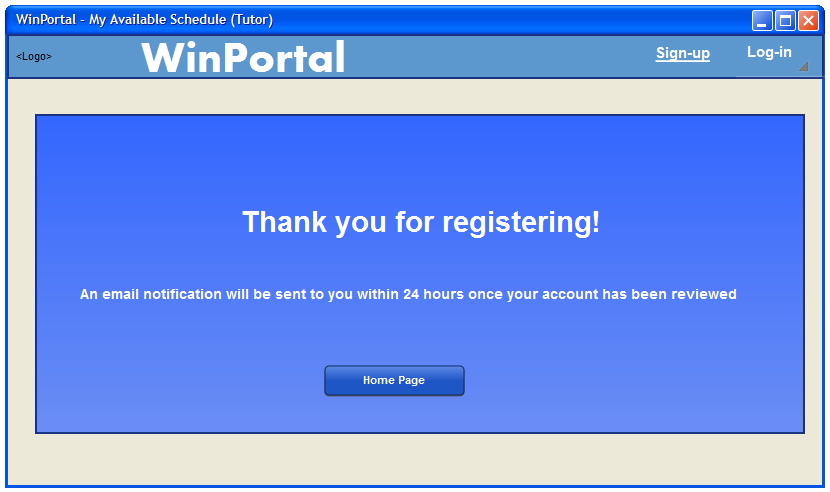 WinPortal - My Available Schedule (Tutor)
<Logo>
WinPortal
Sign-up
Log-in
Thank you for registering!
An email notification will be sent to you within 24 hours once your account has been reviewed
Home Page